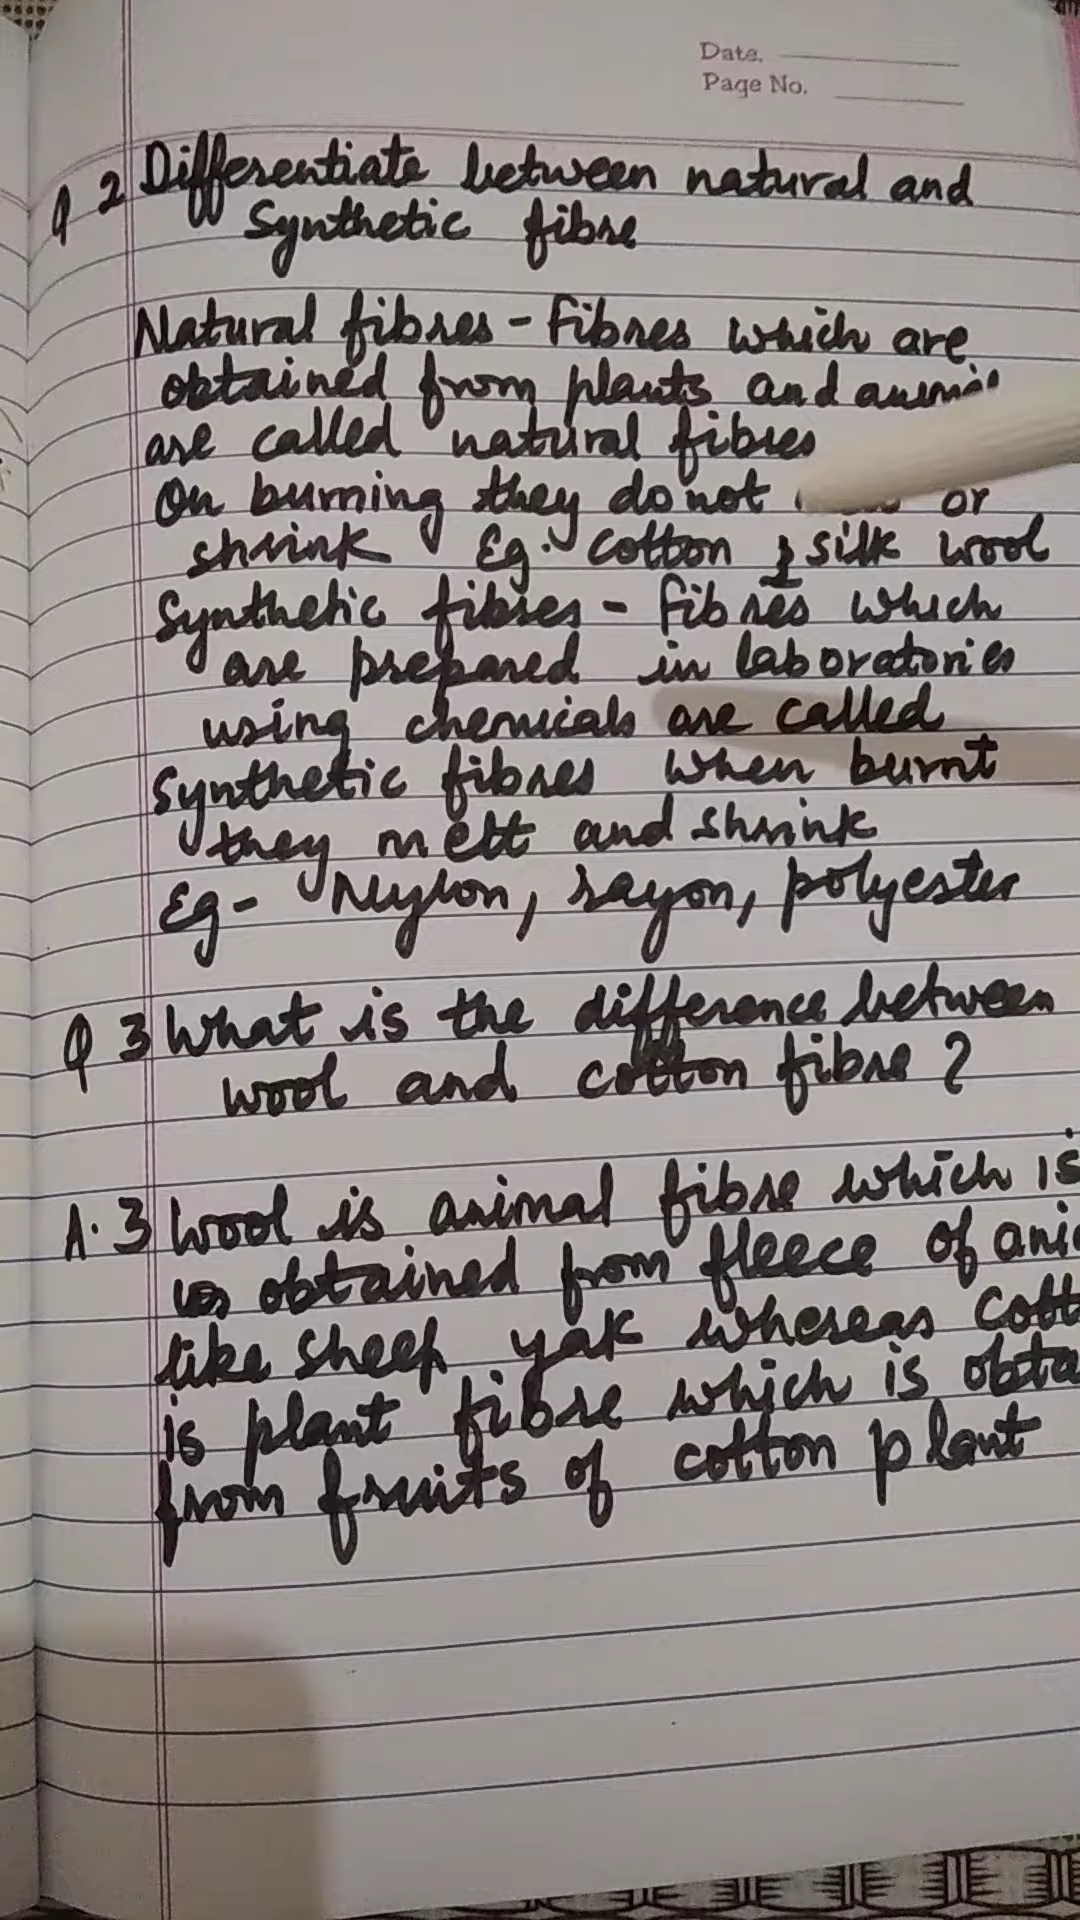 Date.
Page No.
Q 2 Differentiate between natural and
Synthetic fibre
Natural fibres - Fibres which are
obtained from plants and
are called natural fibres
On burning they do not or
shrink Eg. cotton, silk wool
Synthetic fibres - fibres which
are prepared in laboratories
using chemicals are called
synthetic fibres when burnt
they melt and shrink
Eg- Nylon, rayon, polyester
Q 3 What is the difference between
wool and cotton fibre ?
A. 3 Wool is animal fibre which is
obtained from fleece of
like sheep yak whereas
is plant fibre which is
from fruits of cotton plant